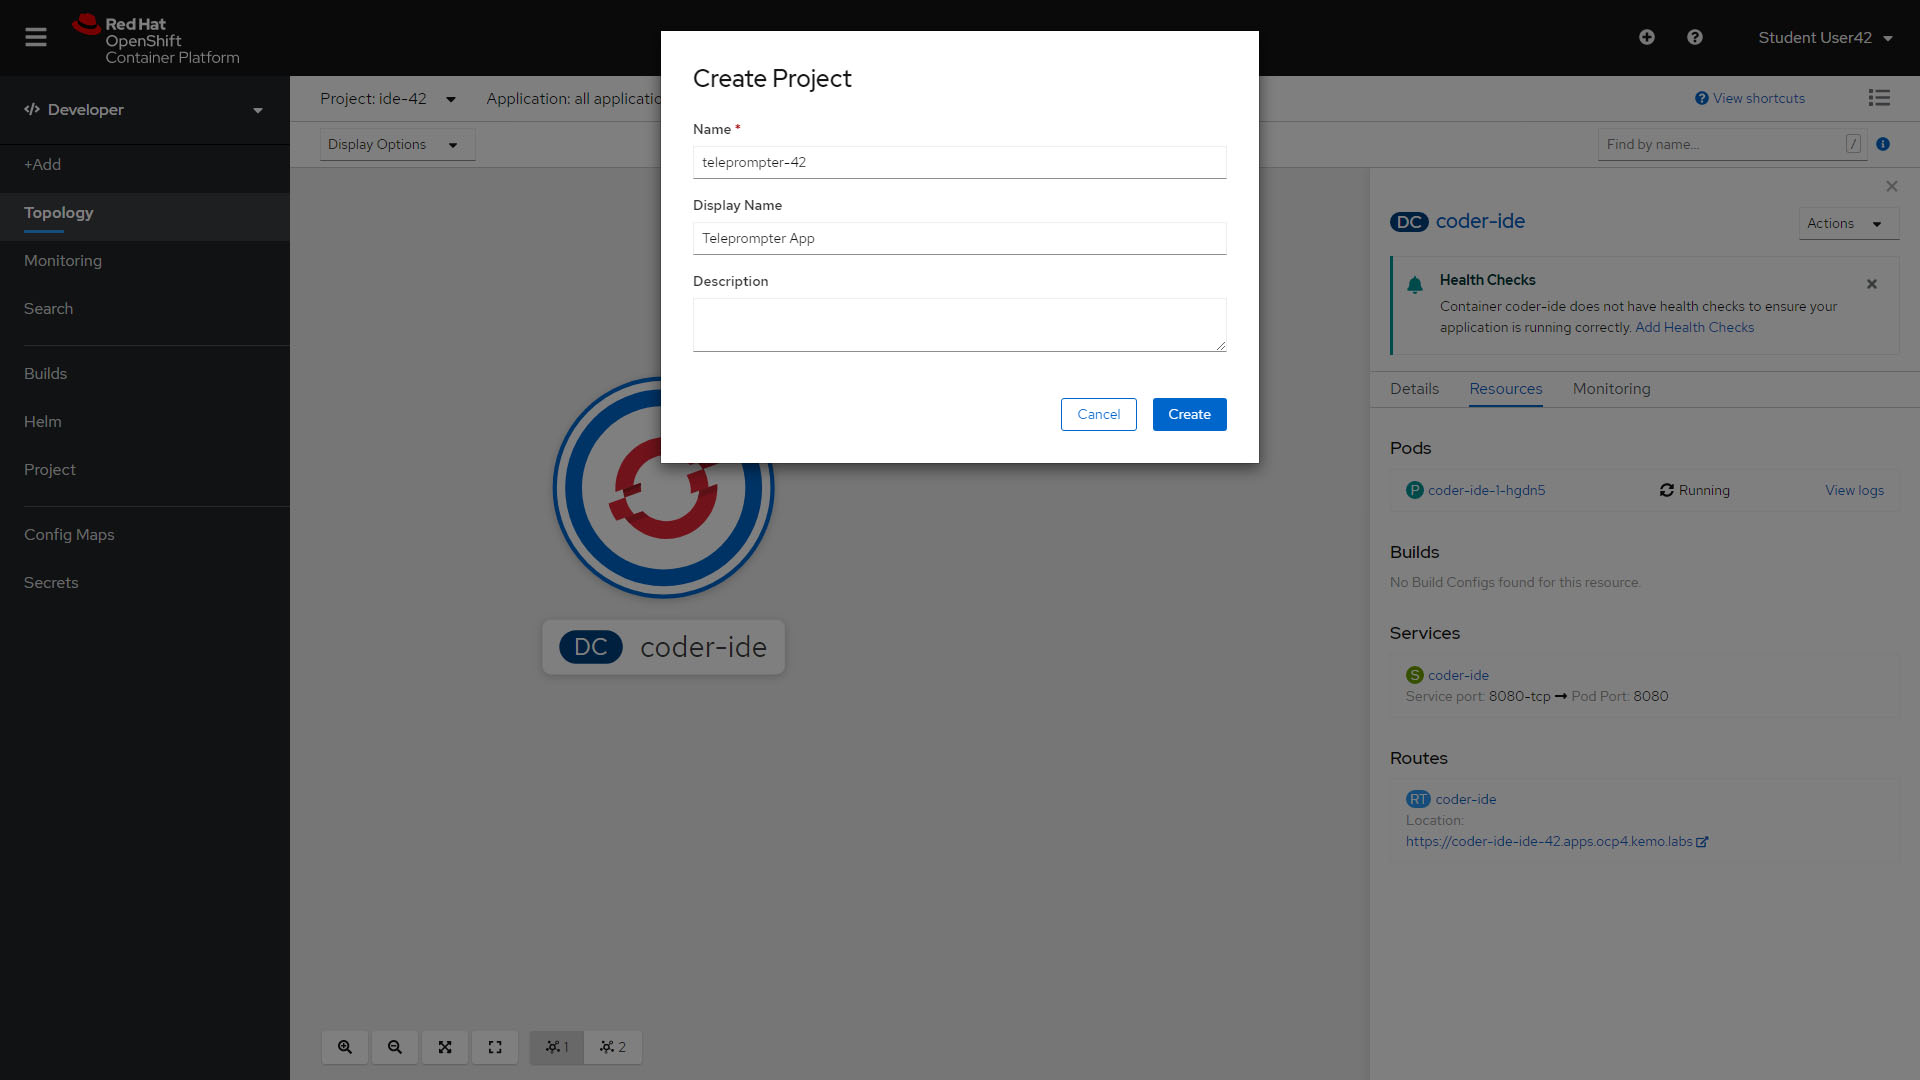 Red Hat
OpenShift
Container Platform
Student User42
Developer
+Add
Topology
Monitoring
Search
Builds
Helm
Project
Config Maps
Secrets
Project: ide-42
Application: all applicatio
View shortcuts
Display Options
Find by name...
/
Create Project
Name *
teleprompter-42
Display Name
Teleprompter App
Description
Cancel
Create
DC coder-ide
1
2
DC coder-ide
Actions
Health Checks
Container coder-ide does not have health checks to ensure your
application is running correctly. Add Health Checks
Details
Resources
Monitoring
Pods
P coder-ide-1-hgdn5
Running
View logs
Builds
No Build Configs found for this resource.
Services
S coder-ide
Service port: 8080-tcp → Pod Port: 8080
Routes
RT coder-ide
Location:
https://coder-ide-ide-42.apps.ocp4.kemo.labs